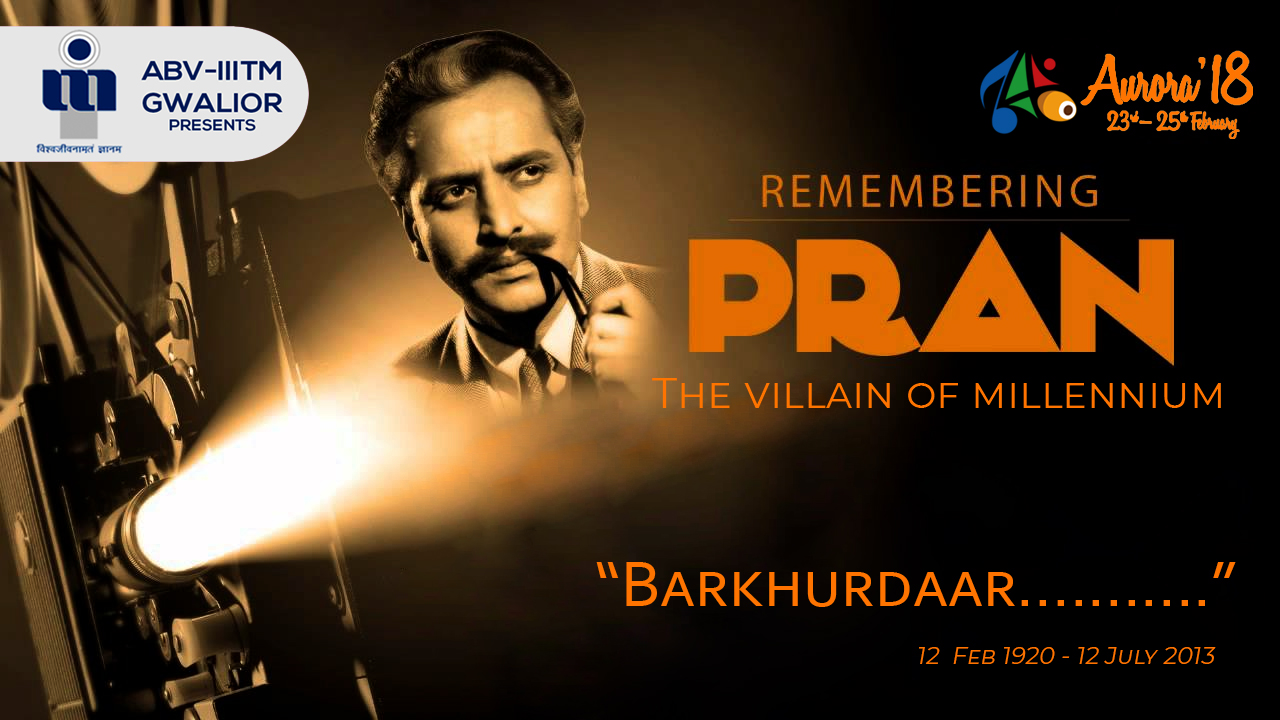 ABV-IIITM
GWALIOR
PRESENTS
विश्वजीवनामतं ज्ञानम
Aurora'18
23rd – 25th February
REMEMBERING
PRAN
THE VILLAIN OF MILLENNIUM
“BARKHURDAAR...........”
12 FEB 1920 - 12 JULY 2013